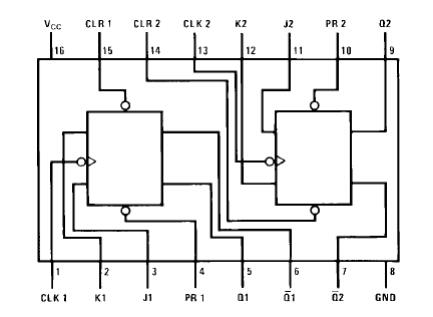 VCC CLR 1 CLR 2 CLK 2 K2 J2 PR 2 Q2
16 15 14 13 12 11 10 9
1 2 3 4 5 6 7 8
CLK 1 K1 J1 PR 1 Q1 Q̅1 Q̅2 GND